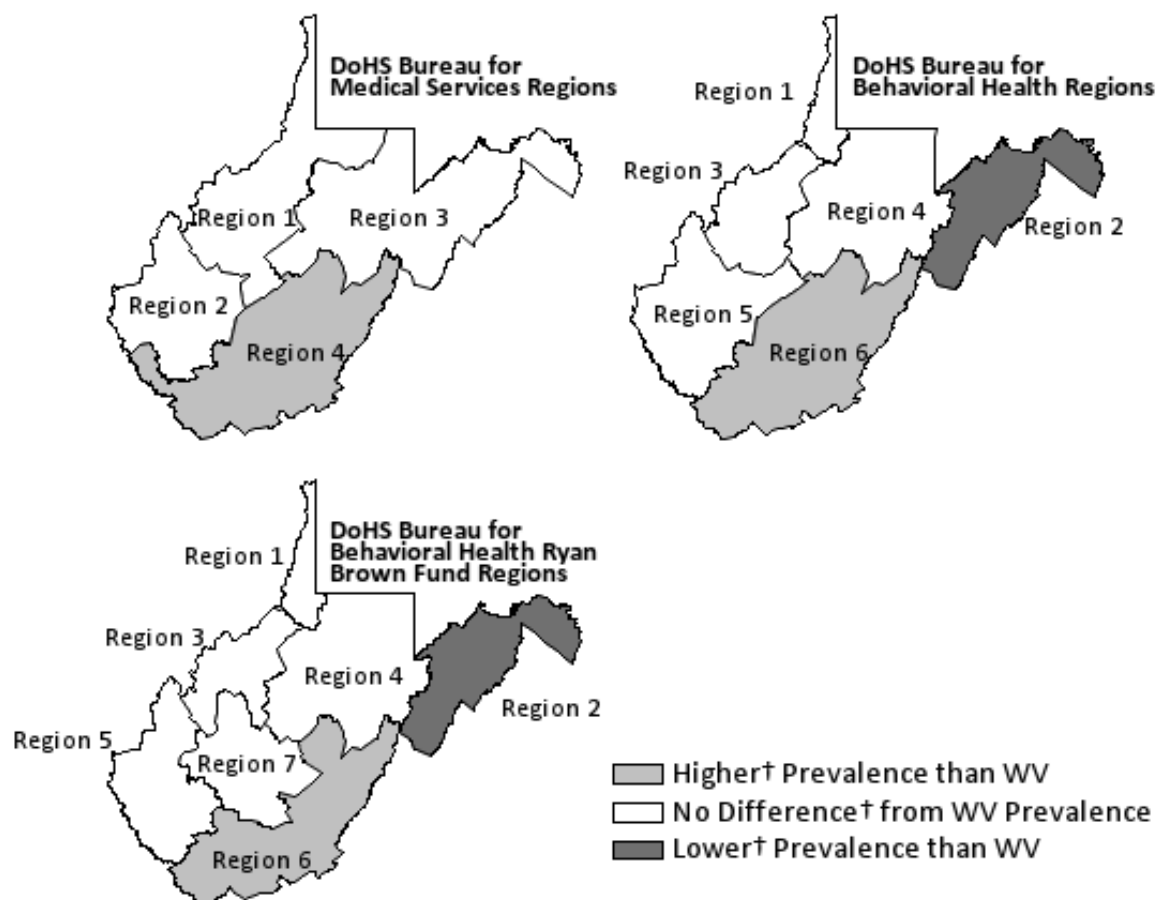 DoHS Bureau for
Medical Services Regions
Region 1
Region 3
Region 2
Region 4
DoHS Bureau for
Behavioral Health Regions
Region 1
Region 3
Region 4
Region 2
Region 5
Region 6
DoHS Bureau for
Behavioral Health Ryan
Brown Fund Regions
Region 1
Region 3
Region 4
Region 2
Region 5
Region 7
Region 6
Higher† Prevalence than WV
No Difference† from WV Prevalence
Lower† Prevalence than WV